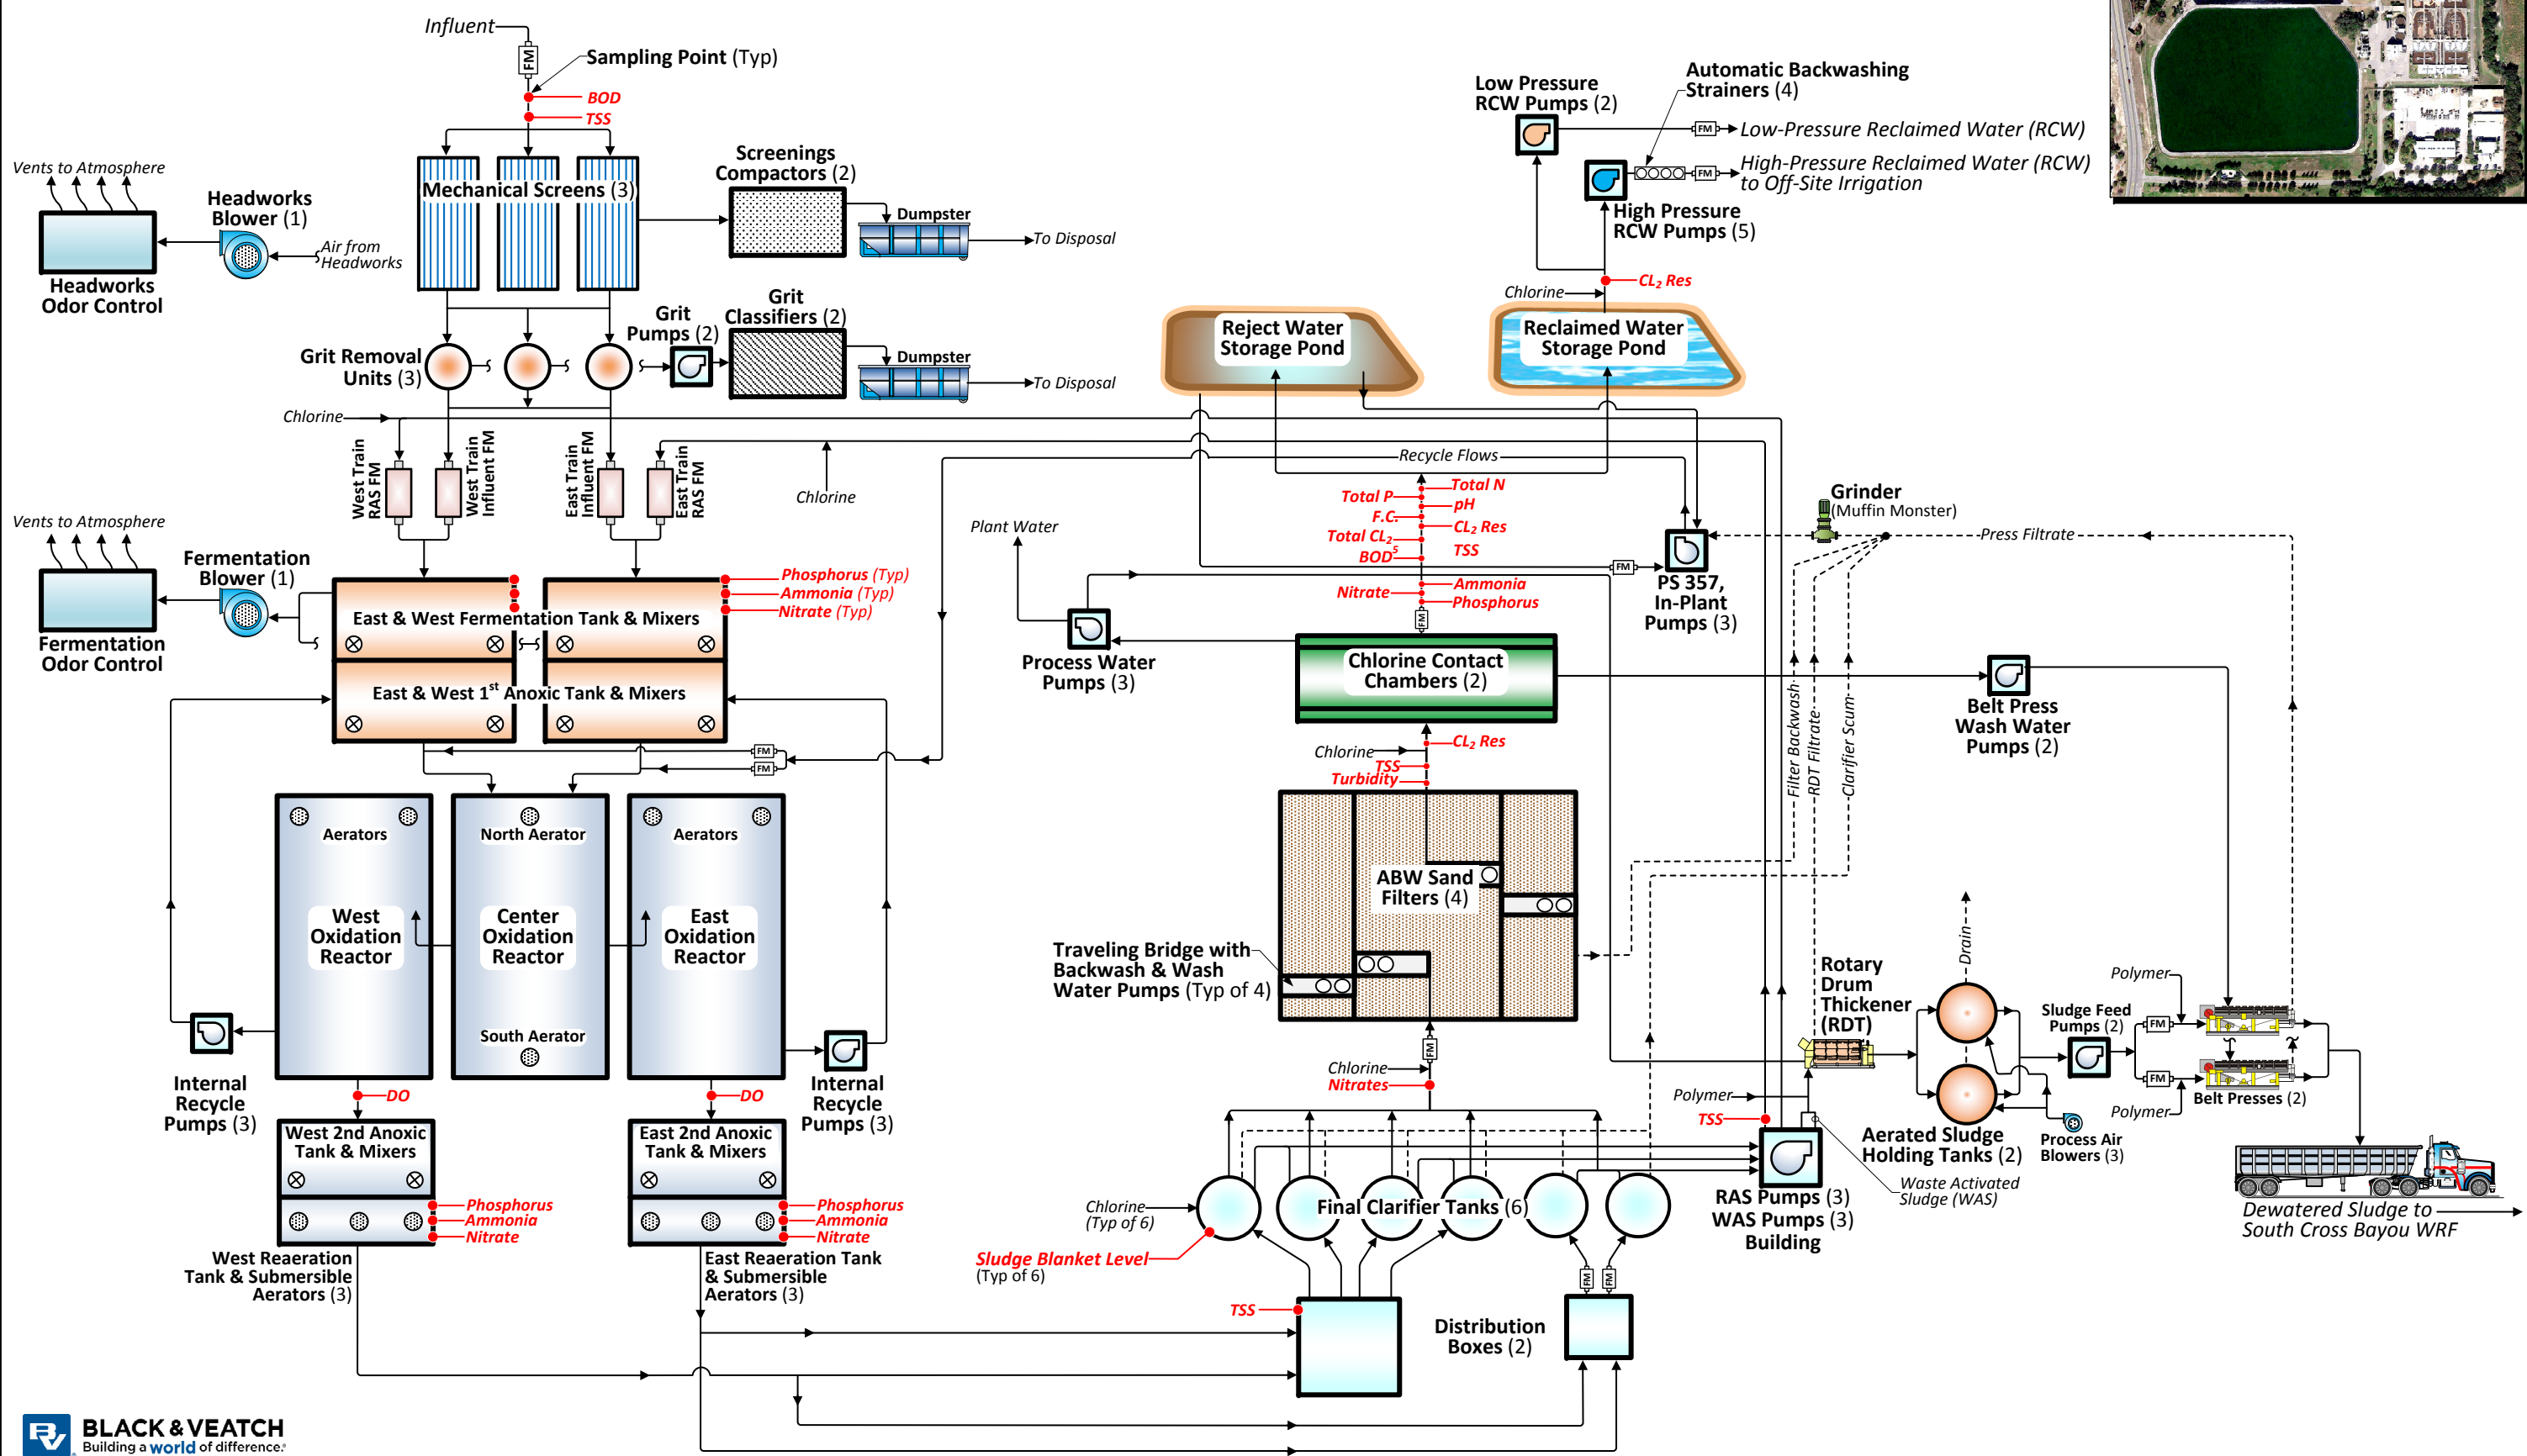 Influent
FM
Sampling Point (Typ)
BOD
TSS
Vents to Atmosphere
Headworks
Blower (1)
Air from
Headworks
Headworks
Odor Control
Mechanical Screens (3)
Screenings
Compactors (2)
Dumpster
To Disposal
Grit Removal
Units (3)
Grit
Pumps (2)
Grit
Classifiers (2)
Dumpster
To Disposal
Low Pressure
RCW Pumps (2)
Automatic Backwashing
Strainers (4)
FM
Low-Pressure Reclaimed Water (RCW)
FM
High-Pressure Reclaimed Water (RCW)
to Off-Site Irrigation
High Pressure
RCW Pumps (5)
CL2 Res
Chlorine
Reject Water
Storage Pond
Reclaimed Water
Storage Pond
Chlorine
West Train
RAS FM
West Train
Influent FM
East Train
Influent FM
East Train
RAS FM
Chlorine
Recycle Flows
Total N
Total P
pH
F.C.
CL2 Res
Total CL2
TSS
BOD5
Ammonia
Nitrate
Phosphorus
FM
Plant Water
Process Water
Pumps (3)
FM
PS 357,
In-Plant
Pumps (3)
Grinder
(Muffin Monster)
Press Filtrate
Vents to Atmosphere
Fermentation
Blower (1)
Fermentation
Odor Control
Phosphorus (Typ)
Ammonia (Typ)
Nitrate (Typ)
East & West Fermentation Tank & Mixers
East & West 1st Anoxic Tank & Mixers
FM
FM
Chlorine Contact
Chambers (2)
Belt Press
Wash Water
Pumps (2)
Filter Backwash
RDT Filtrate
Clarifier Scum
CL2 Res
Chlorine
TSS
Turbidity
Aerators
North Aerator
Aerators
West
Oxidation
Reactor
Center
Oxidation
Reactor
East
Oxidation
Reactor
South Aerator
Internal
Recycle
Pumps (3)
Internal
Recycle
Pumps (3)
DO
DO
ABW Sand
Filters (4)
Traveling Bridge with
Backwash & Wash
Water Pumps (Typ of 4)
FM
Chlorine
Nitrates
Rotary
Drum
Thickener
(RDT)
Drain
Polymer
Sludge Feed
Pumps (2)
FM
FM
Polymer
Belt Presses (2)
Polymer
TSS
Aerated Sludge
Holding Tanks (2)
Process Air
Blowers (3)
West 2nd Anoxic
Tank & Mixers
East 2nd Anoxic
Tank & Mixers
Phosphorus
Ammonia
Nitrate
Phosphorus
Ammonia
Nitrate
West Reaeration
Tank & Submersible
Aerators (3)
East Reaeration Tank
& Submersible
Aerators (3)
Chlorine
(Typ of 6)
Final Clarifier Tanks (6)
Sludge Blanket Level
(Typ of 6)
RAS Pumps (3)
WAS Pumps (3)
Building
Waste Activated
Sludge (WAS)
Dewatered Sludge to
South Cross Bayou WRF
FM
FM
TSS
Distribution
Boxes (2)
BV
BLACK & VEATCH
Building a world of difference.®